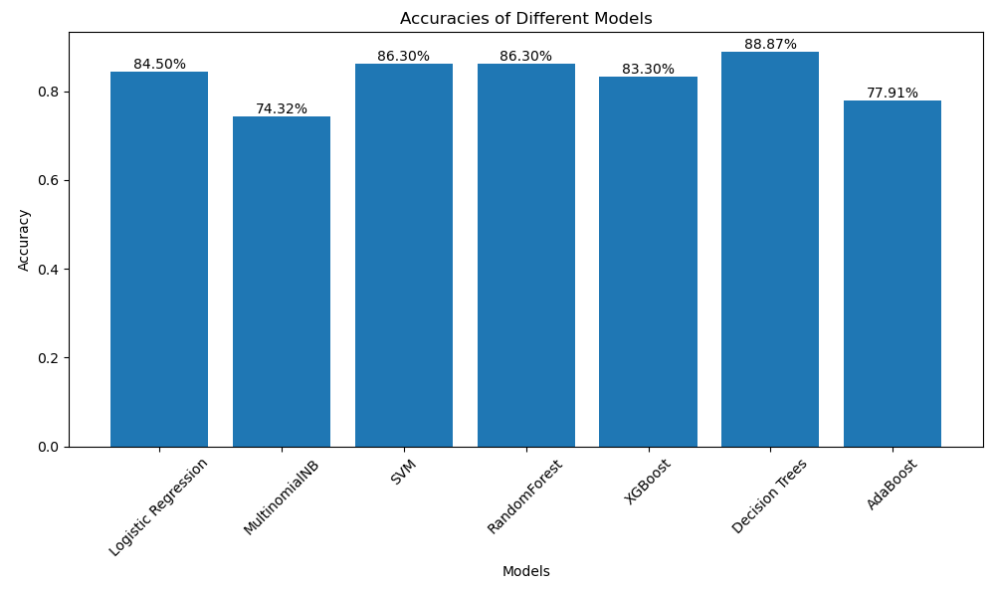 Accuracies of Different Models
84.50%
74.32%
86.30%
86.30%
83.30%
88.87%
77.91%
Accuracy
0.8
0.6
0.4
0.2
0.0
Logistic Regression
MultinomialNB
SVM
RandomForest
XGBoost
Decision Trees
AdaBoost
Models